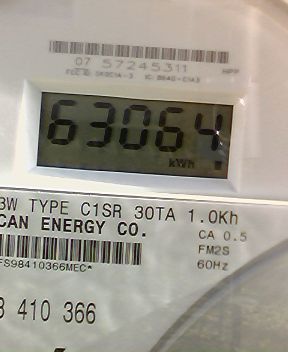 07 57245311
63064
kWh
3W TYPE C1SR 30TA 1.0Kh
CAN ENERGY CO.
CA 0.5
FM2S
FS98410366MEC*
60Hz
410 366